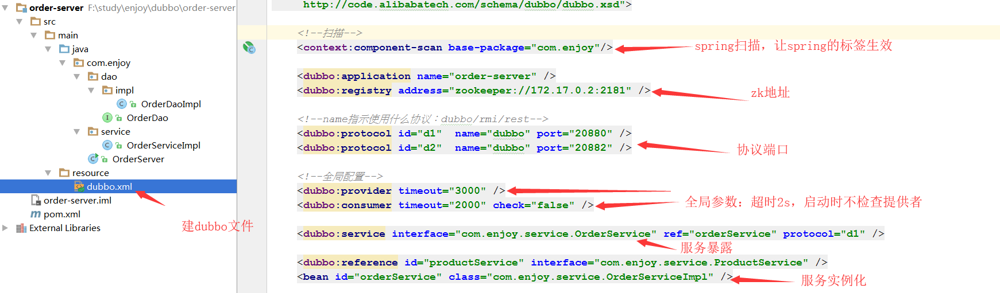 order-server F:\study\enjoy\dubbo\order-server
src
main
java
com.enjoy
dao
impl
OrderDaoImpl
OrderDao
service
OrderServiceImpl
OrderServer
resource
dubbo.xml
order-server.iml
pom.xml
External Libraries
建dubbo文件
http://code.alibabatech.com/schema/dubbo/dubbo.xsd">
<!--扫描-->
<context:component-scan base-package="com.enjoy"/>
spring扫描，让spring的标签生效
<dubbo:application name="order-server" />
<dubbo:registry address="zookeeper://172.17.0.2:2181" />
zk地址
<!--name指示使用什么协议：dubbo/rmi/rest-->
<dubbo:protocol id="d1"  name="dubbo" port="20880" />
<dubbo:protocol id="d2"  name="dubbo" port="20882" />
协议端口
<!--全局配置-->
<dubbo:provider timeout="3000" />
<dubbo:consumer timeout="2000" check="false" />
全局参数：超时2s，启动时不检查提供者
<dubbo:service interface="com.enjoy.service.OrderService" ref="orderService" protocol="d1" />
服务暴露
<dubbo:reference id="productService" interface="com.enjoy.service.ProductService" />
<bean id="orderService" class="com.enjoy.service.OrderServiceImpl" />
服务实例化